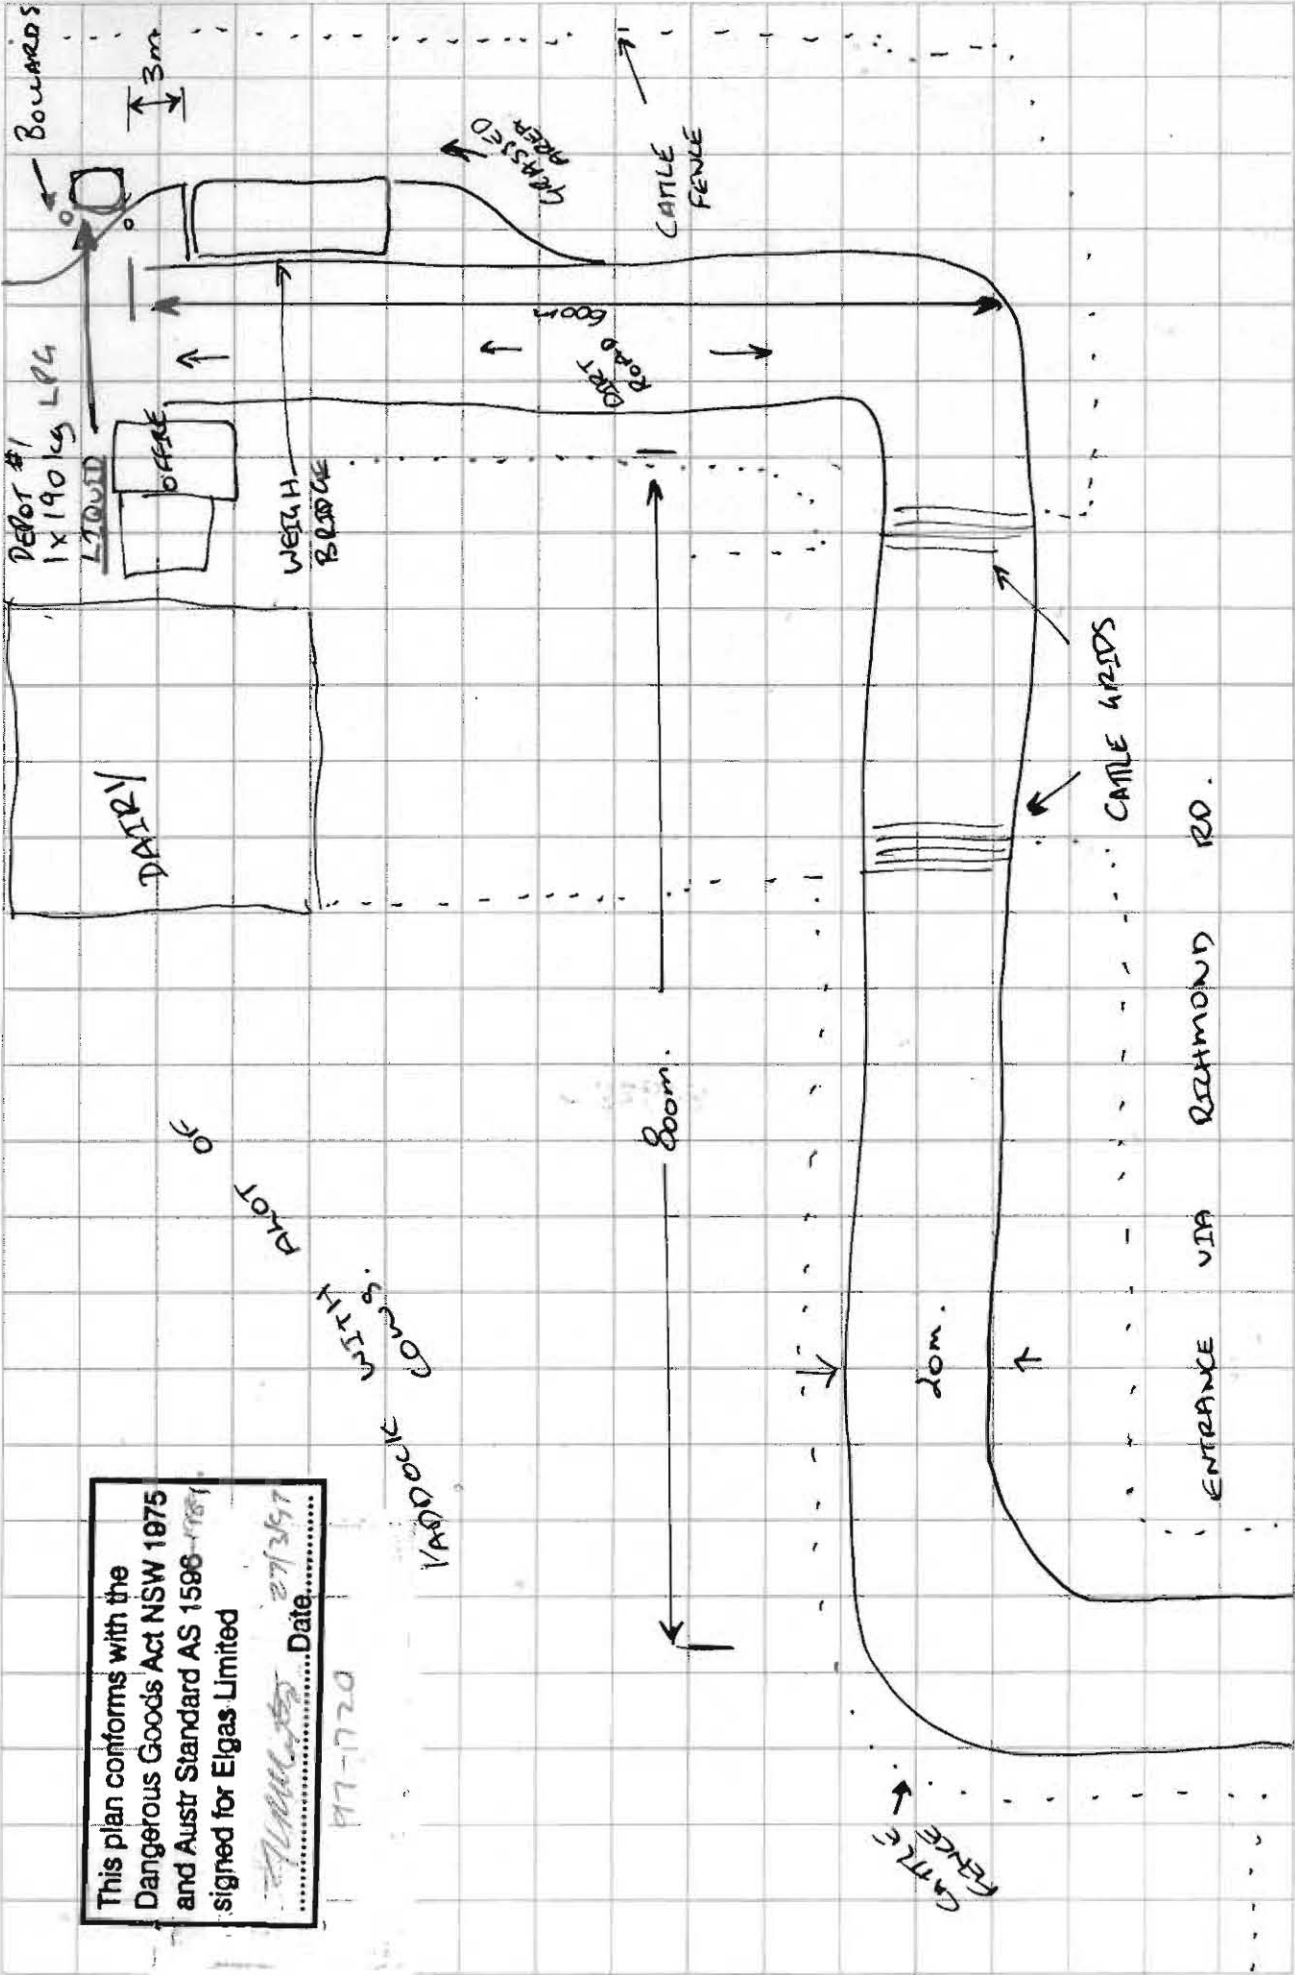 DEPOT #1
1x190kg LPG
LIQUID
BOLLARDS
3m
OFFICE
WEIGH
BRIDGE
DAIRY
GRASSED
AREA
CATTLE
FENCE
600m
DIRT
ROAD
PADDOCK WITH ALOT OF
COWS.
800m.
CATTLE GRIDS
20m.
CATTLE
FENCE
ENTRANCE VIA RICHMOND RD.
This plan conforms with the
Dangerous Goods Act NSW 1975
and Austr Standard AS 1596-1989
signed for Elgas Limited
Date 27/3/97
97-1720